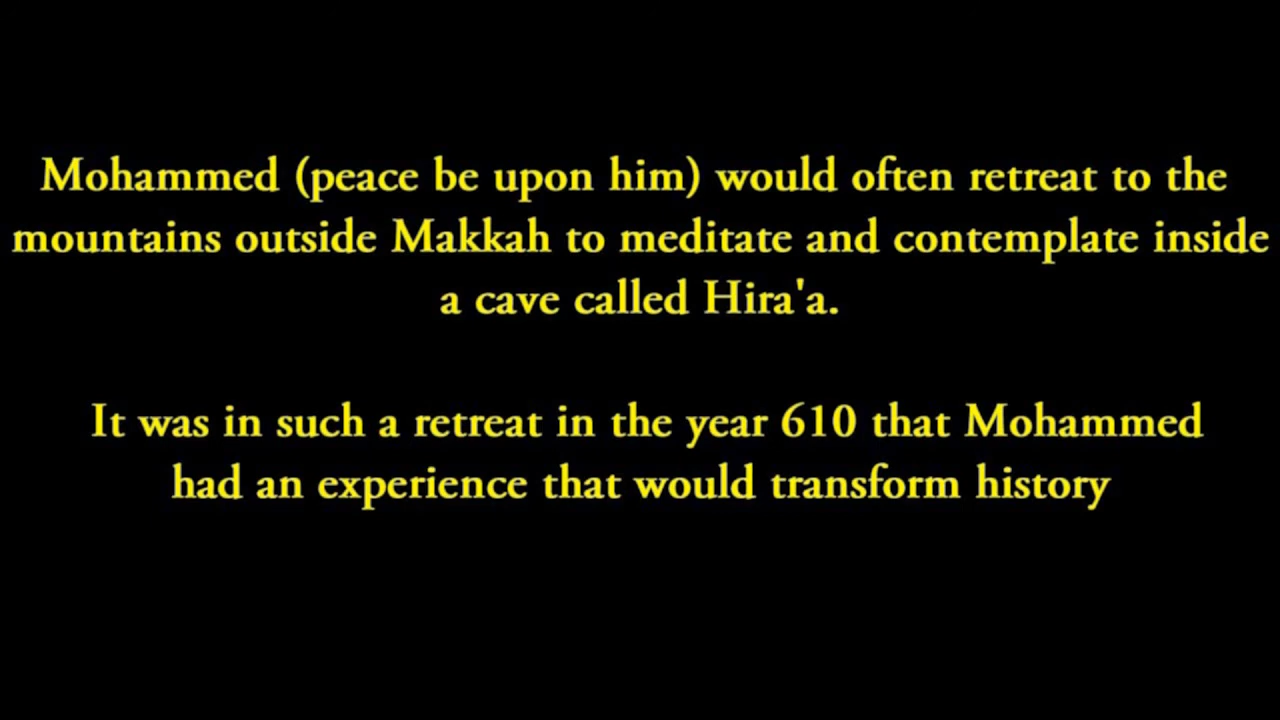 Mohammed (peace be upon him) would often retreat to the
mountains outside Makkah to meditate and contemplate inside
a cave called Hira'a.
It was in such a retreat in the year 610 that Mohammed
had an experience that would transform history